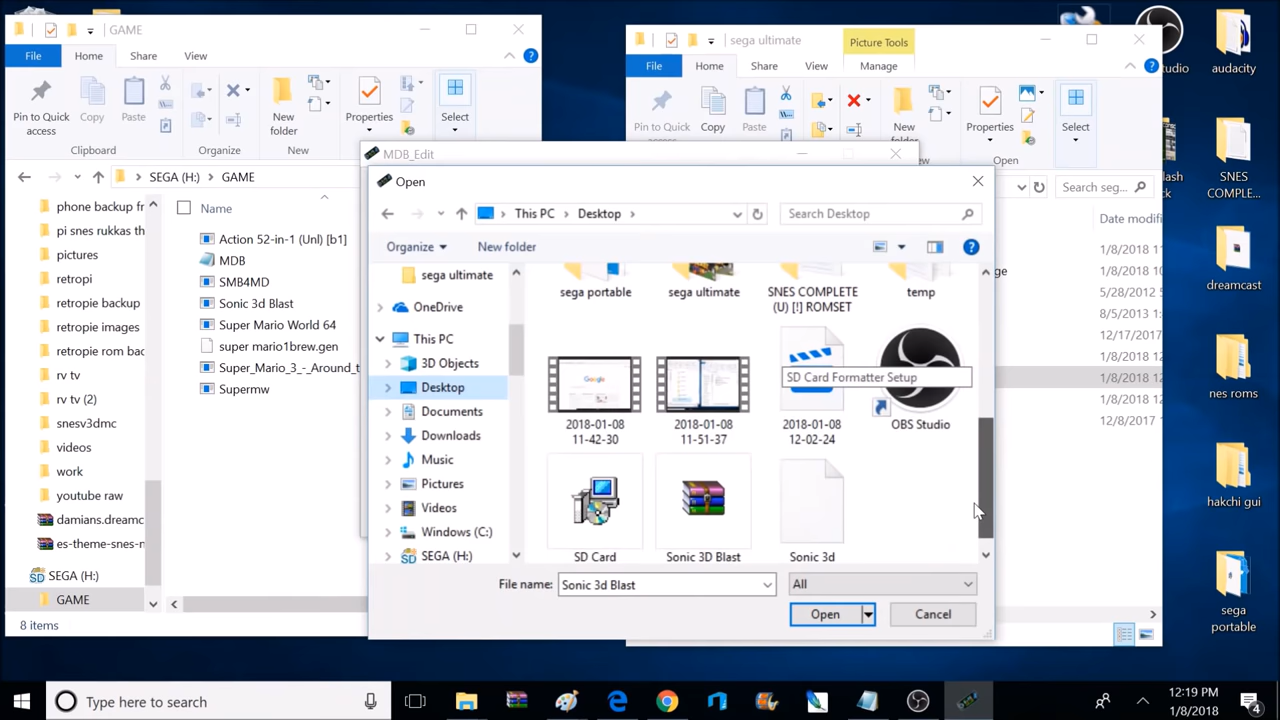 GAME
File
Home
Share
View
Pin to Quick access
Copy
Paste
New folder
Properties
Select
Clipboard
Organize
New
SEGA (H:) GAME
phone backup fr
pi snes rukkas th
pictures
retropi
retropie backup
retropie images
retropie rom bac
rv tv
rv tv (2)
snesv3dmc
videos
work
youtube raw
damians.dreamc
es-theme-snes-n
SEGA (H:)
GAME
8 items
Name
Action 52-in-1 (Unl) [b1]
MDB
SMB4MD
Sonic 3d Blast
Super Mario World 64
super mario1brew.gen
Super_Mario_3_-_Around_t
Supermw
sega ultimate
Picture Tools
File
Home
Share
View
Manage
Pin to Quick
access
Copy
Paste
New
folder
Properties
Select
Open
Search seg...
Date modifi
1/8/2018 11
1/8/2018 10
5/28/2012
8/5/2013 1
12/17/2017
1/8/2018 12
1/8/2018 12
1/8/2018 12
12/8/2017
MDB_Edit
Open
This PC Desktop
Search Desktop
Organize
New folder
sega ultimate
OneDrive
This PC
3D Objects
Desktop
Documents
Downloads
Music
Pictures
Videos
Windows (C:)
SEGA (H:)
sega portable
sega ultimate
SNES COMPLETE
(U) [!] ROMSET
temp
SD Card Formatter Setup
2018-01-08
11-42-30
2018-01-08
11-51-37
2018-01-08
12-02-24
OBS Studio
SD Card
Sonic 3D Blast
Sonic 3d
File name:
Sonic 3d Blast
All
Open
Cancel
audacity
SNES
COMPLE...
dreamcast
nes roms
hakchi gui
sega
portable
Type here to search
12:19 PM
1/8/2018
4